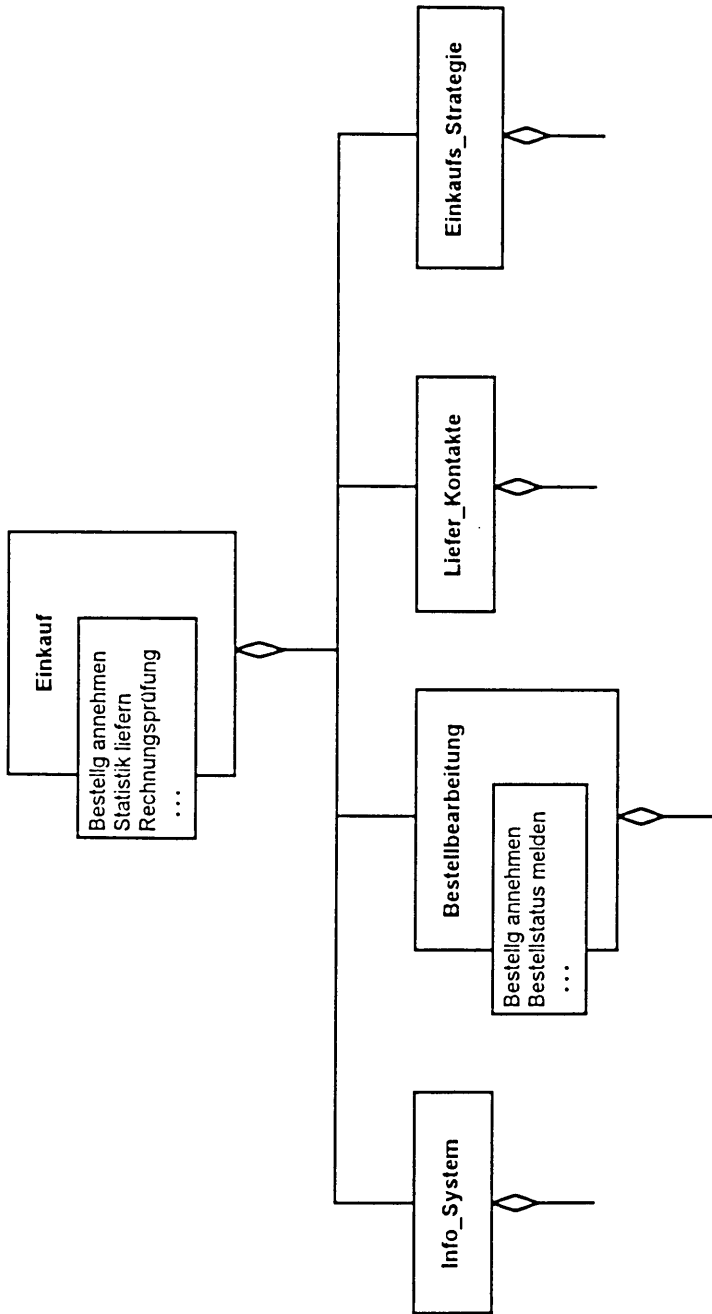 Einkauf
Bestellg annehmen
Statistik liefern
Rechnungsprüfung
...
Info_System
Bestellbearbeitung
Bestellg annehmen
Bestellstatus melden
...
Liefer_Kontakte
Einkaufs_Strategie